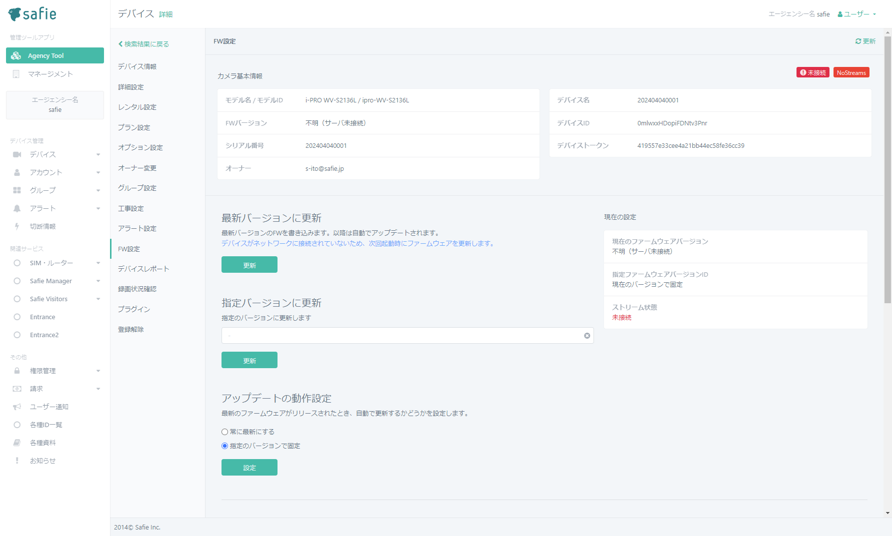 safie
管理ツールアプリ
Agency Tool
マネージメント
エージェンシー名
safie
デバイス管理
デバイス
アカウント
グループ
アラート
切断情報
関連サービス
SIM・ルーター
Safie Manager
Safie Visitors
Entrance
Entrance2
その他
権限管理
請求
ユーザー通知
各種ID一覧
各種資料
お知らせ
デバイス 詳細
エージェンシー名 safie
ユーザー
検索結果に戻る
デバイス情報
詳細設定
レンタル設定
プラン設定
オプション設定
オーナー変更
グループ設定
工事設定
アラート設定
FW設定
デバイスレポート
録画状況確認
プラグイン
登録解除
FW設定
更新
カメラ基本情報
未接続 NoStreams
モデル名 / モデルID i-PRO WV-S2136L / ipro-WV-S2136L
FWバージョン 不明（サーバ未接続）
シリアル番号 202404040001
オーナー s-ito@safie.jp
デバイス名 202404040001
デバイスID 0mlwxxHDopiFDNtv3Pnr
デバイストークン 419557e33cee4a21bb44ec58fe36cc39
最新バージョンに更新
最新バージョンのFWを書き込みます。以降は自動でアップデートされます。
デバイスがネットワークに接続されていないため、次回起動時にファームウェアを更新します。
更新
指定バージョンに更新
指定のバージョンに更新します
更新
アップデートの動作設定
最新のファームウェアがリリースされたとき、自動で更新するかどうかを設定します。
常に最新にする
指定のバージョンで固定
設定
現在の設定
現在のファームウェアバージョン
不明（サーバ未接続）
指定ファームウェアバージョンID
現在のバージョンで固定
ストリーム状態
未接続
2014© Safie Inc.